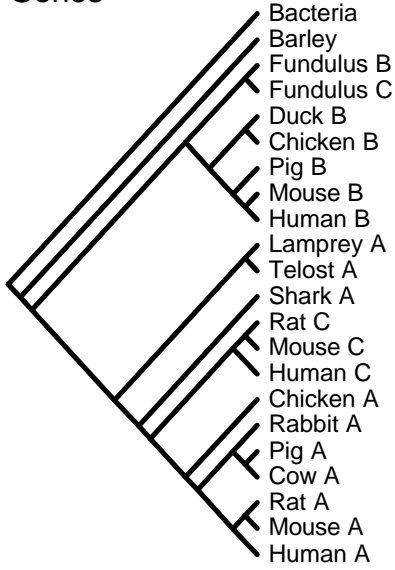 Bacteria
Barley
Fundulus B
Fundulus C
Duck B
Chicken B
Pig B
Mouse B
Human B
Lamprey A
Telost A
Shark A
Rat C
Mouse C
Human C
Chicken A
Rabbit A
Pig A
Cow A
Rat A
Mouse A
Human A